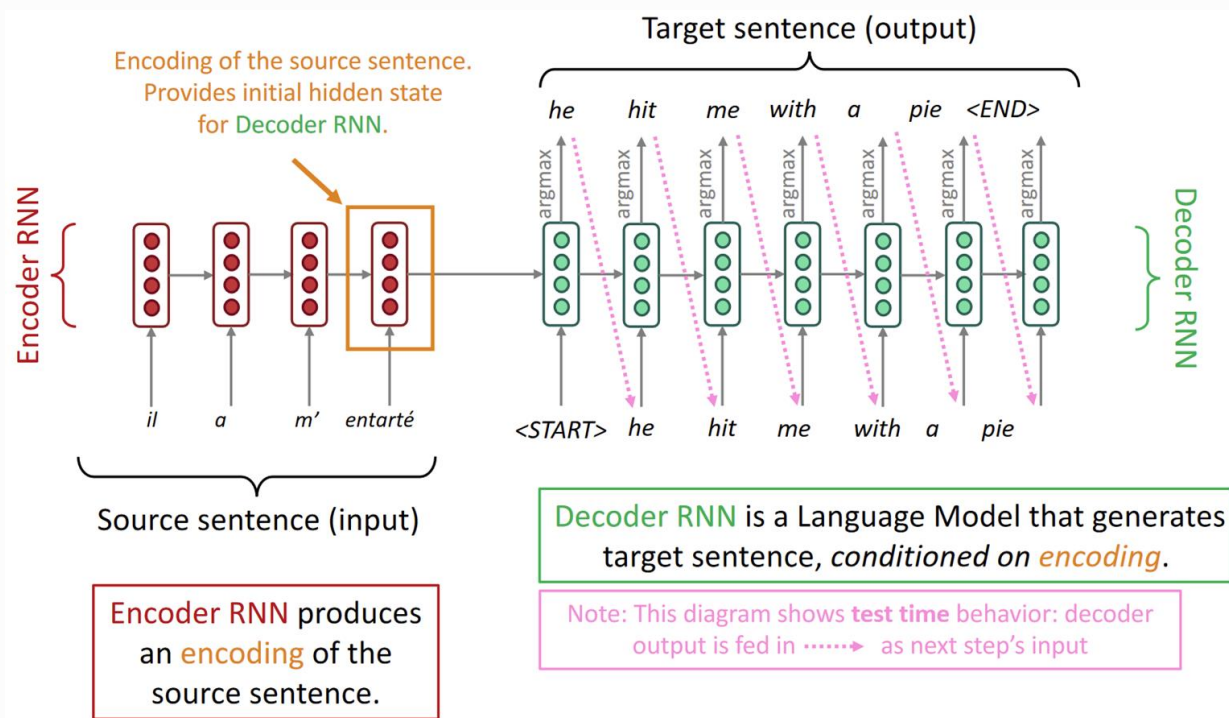 Target sentence (output)
Encoding of the source sentence.
Provides initial hidden state
for Decoder RNN.
he hit me with a pie <END>
argmax argmax argmax argmax argmax argmax argmax
Encoder RNN
Decoder RNN
il a m’ entarté
<START> he hit me with a pie
Source sentence (input)
Decoder RNN is a Language Model that generates
target sentence, conditioned on encoding.
Encoder RNN produces
an encoding of the
source sentence.
Note: This diagram shows test time behavior: decoder
output is fed in as next step’s input